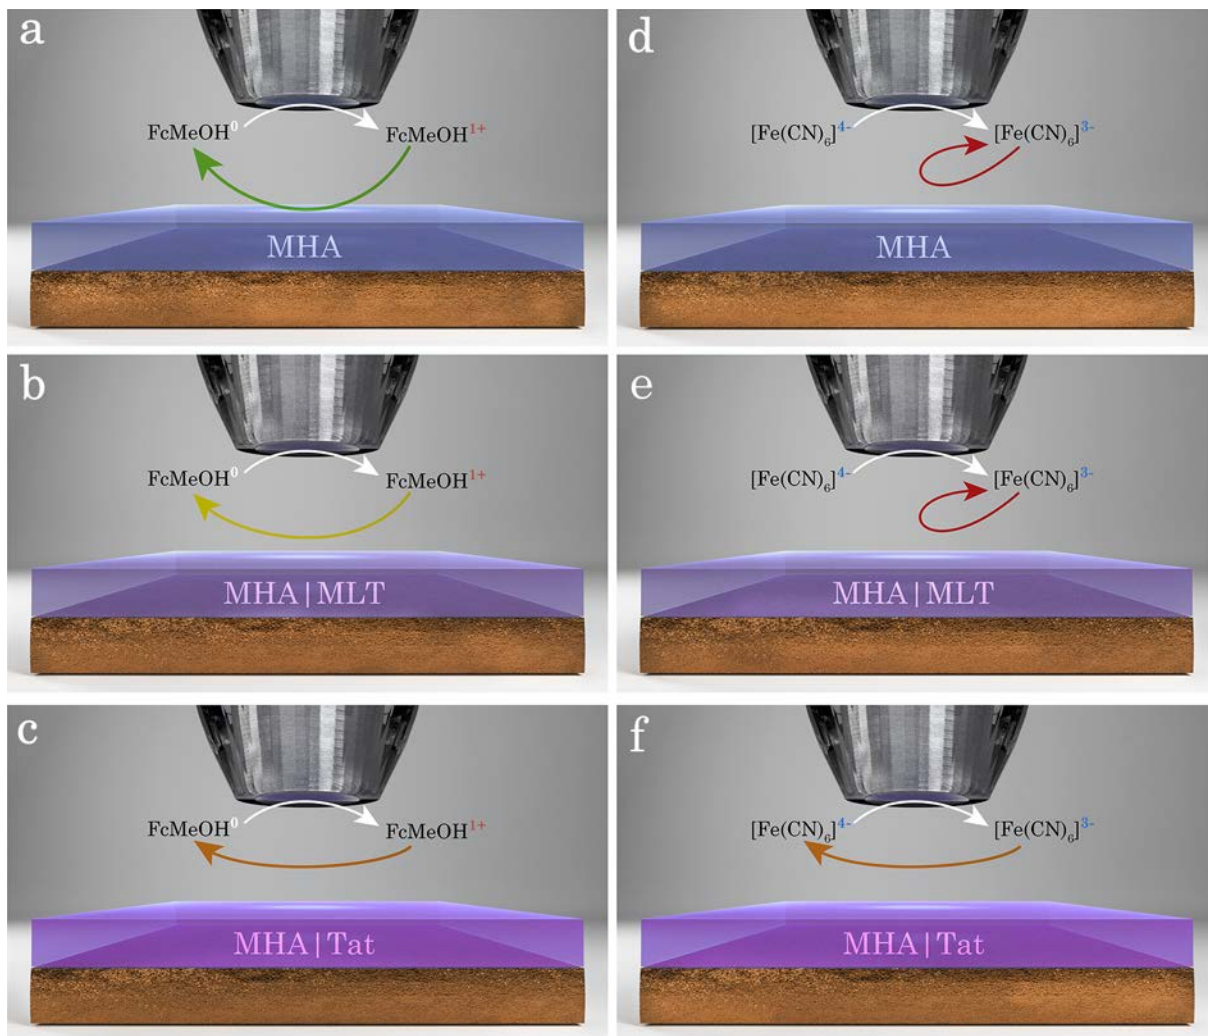 a
FcMeOH⁰
FcMeOH¹⁺
MHA
d
[Fe(CN)₆]⁴⁻
[Fe(CN)₆]³⁻
MHA
b
FcMeOH⁰
FcMeOH¹⁺
MHA|MLT
e
[Fe(CN)₆]⁴⁻
[Fe(CN)₆]³⁻
MHA|MLT
c
FcMeOH⁰
FcMeOH¹⁺
MHA|Tat
f
[Fe(CN)₆]⁴⁻
[Fe(CN)₆]³⁻
MHA|Tat